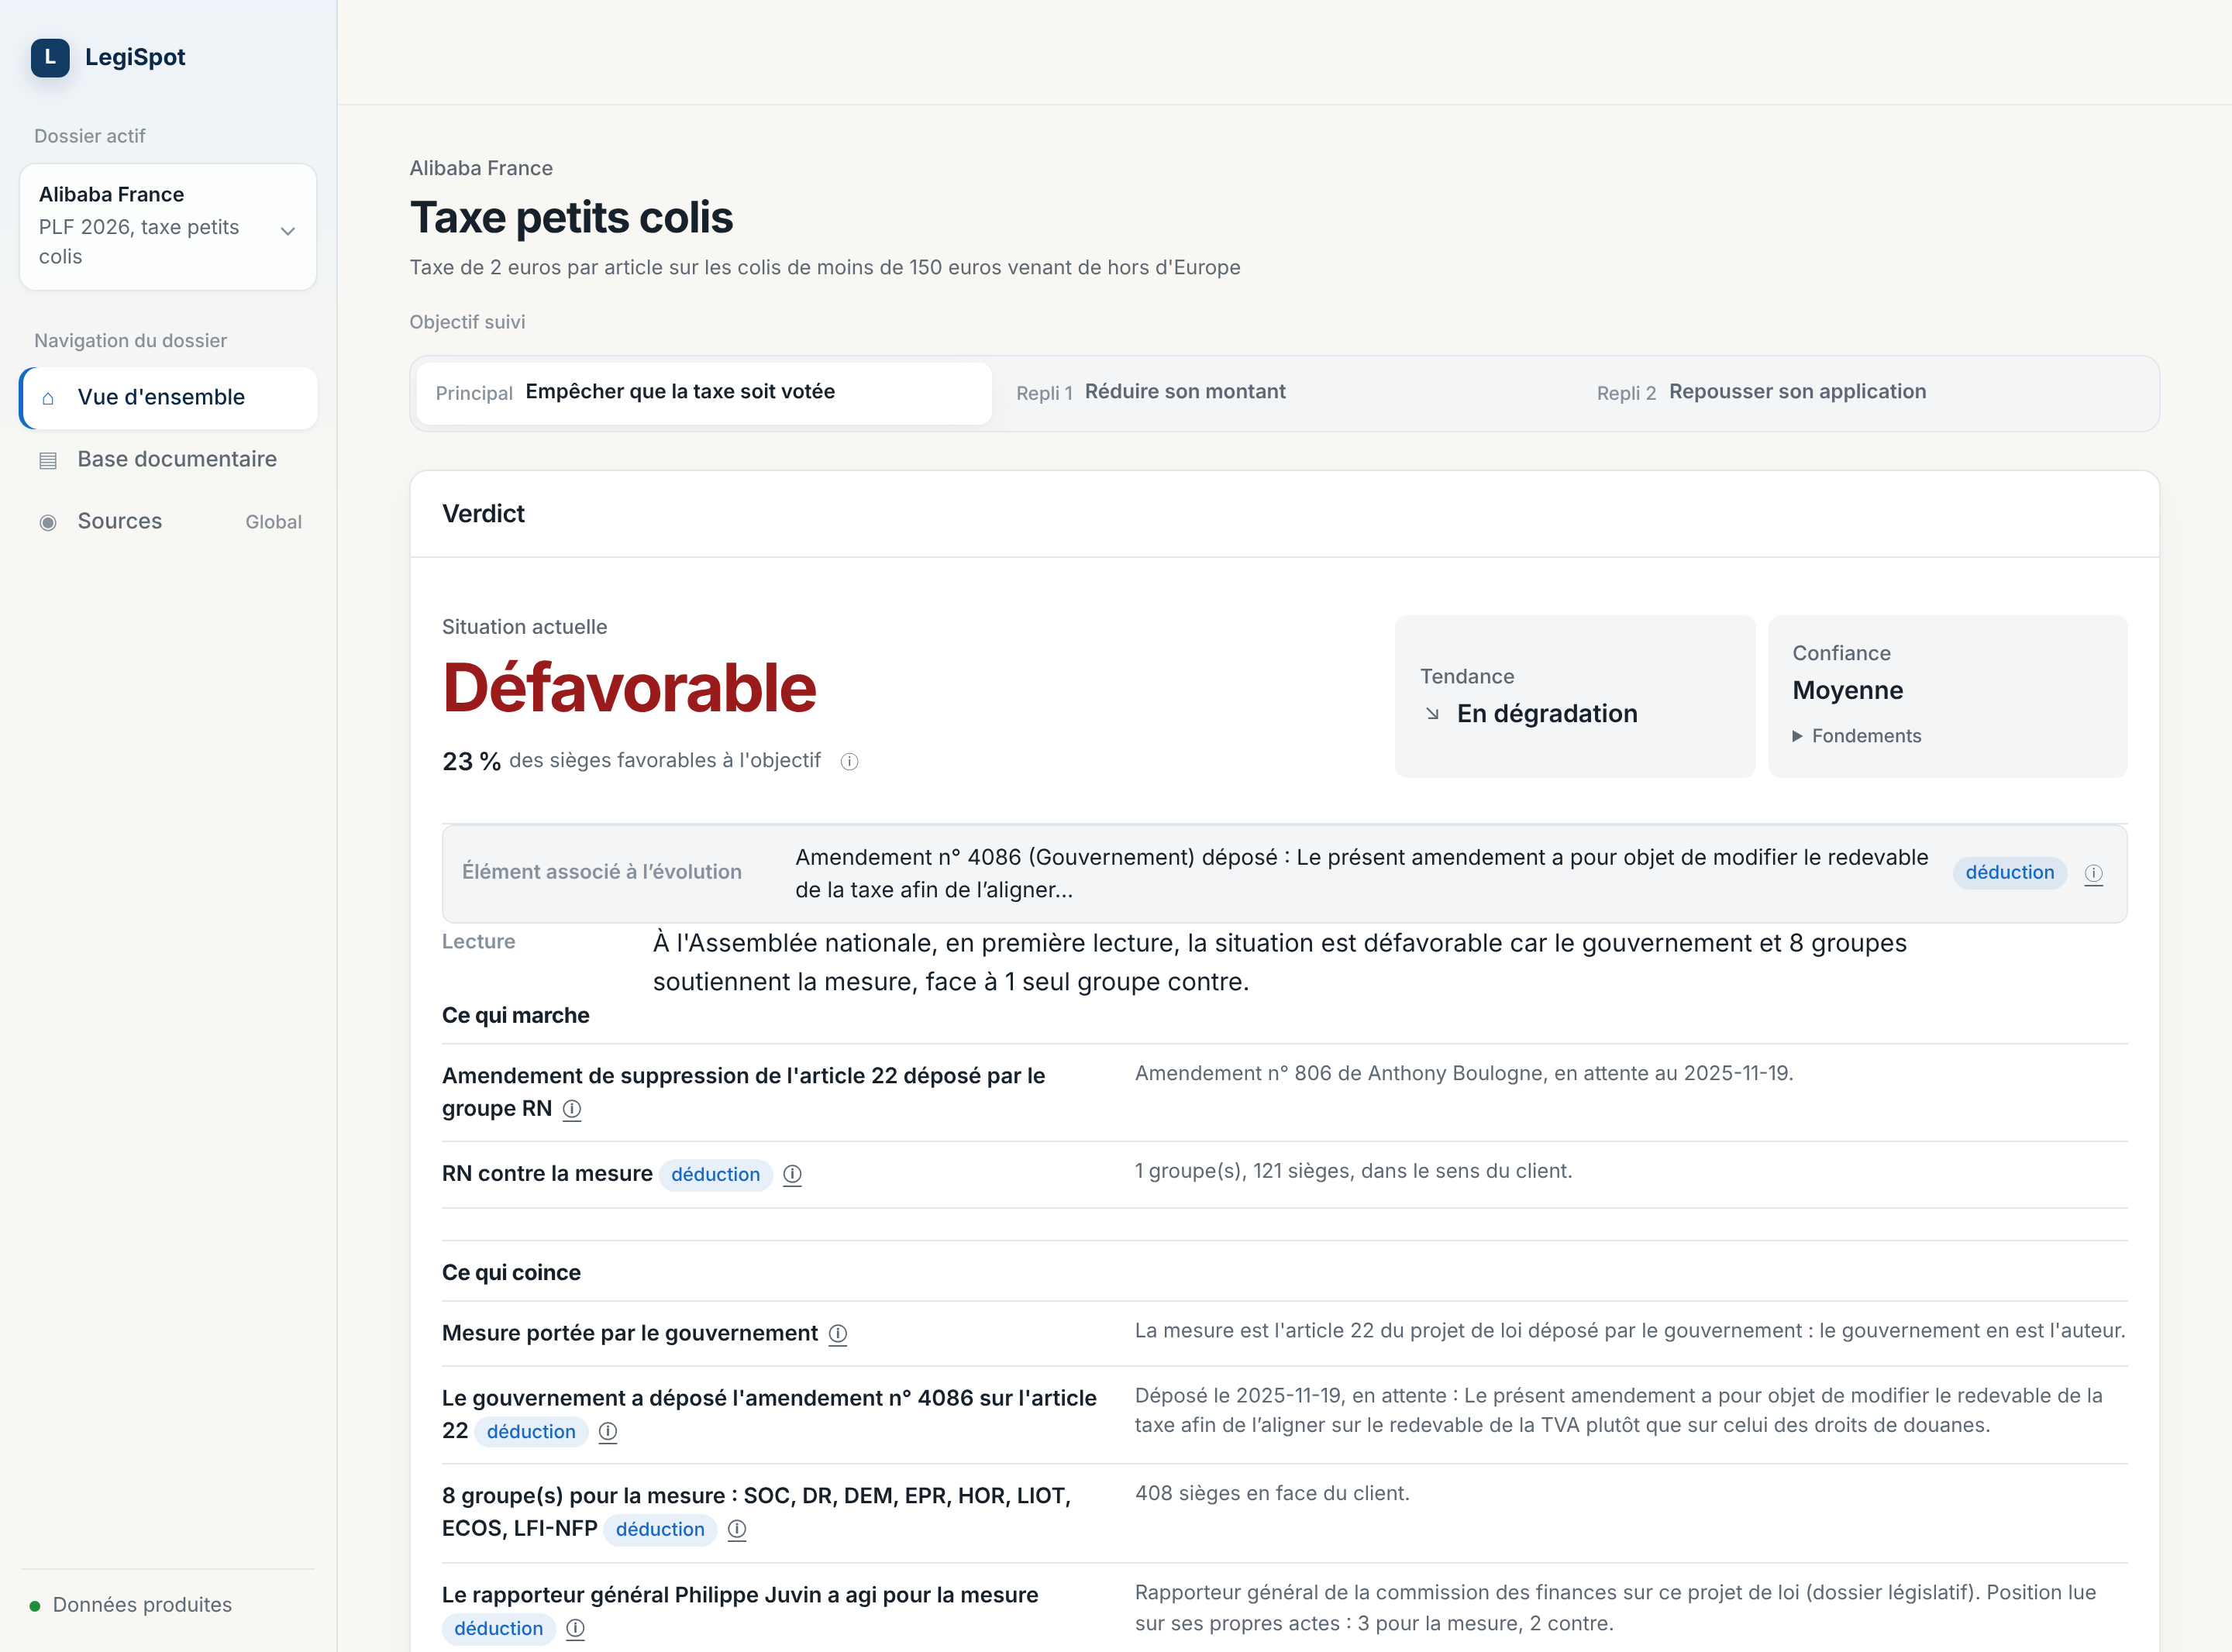 L LegiSpot
Dossier actif
Alibaba France
PLF 2026, taxe petits
colis
Navigation du dossier
Vue d'ensemble
Base documentaire
Sources Global
Données produites
Alibaba France
Taxe petits colis
Taxe de 2 euros par article sur les colis de moins de 150 euros venant de hors d'Europe
Objectif suivi
Principal Empêcher que la taxe soit votée
Repli 1 Réduire son montant
Repli 2 Repousser son application
Verdict
Situation actuelle
Défavorable
23 % des sièges favorables à l'objectif
Tendance
En dégradation
Confiance
Moyenne
Fondements
Élément associé à l’évolution
Amendement n° 4086 (Gouvernement) déposé : Le présent amendement a pour objet de modifier le redevable
de la taxe afin de l’aligner…
déduction
Lecture
À l'Assemblée nationale, en première lecture, la situation est défavorable car le gouvernement et 8 groupes
soutiennent la mesure, face à 1 seul groupe contre.
Ce qui marche
Amendement de suppression de l'article 22 déposé par le
groupe RN
Amendement n° 806 de Anthony Boulogne, en attente au 2025-11-19.
RN contre la mesure déduction
1 groupe(s), 121 sièges, dans le sens du client.
Ce qui coince
Mesure portée par le gouvernement
La mesure est l'article 22 du projet de loi déposé par le gouvernement : le gouvernement en est l'auteur.
Le gouvernement a déposé l'amendement n° 4086 sur l'article
22 déduction
Déposé le 2025-11-19, en attente : Le présent amendement a pour objet de modifier le redevable de la
taxe afin de l’aligner sur le redevable de la TVA plutôt que sur celui des droits de douanes.
8 groupe(s) pour la mesure : SOC, DR, DEM, EPR, HOR, LIOT,
ECOS, LFI-NFP déduction
408 sièges en face du client.
Le rapporteur général Philippe Juvin a agi pour la mesure
déduction
Rapporteur général de la commission des finances sur ce projet de loi (dossier législatif). Position lue
sur ses propres actes : 3 pour la mesure, 2 contre.